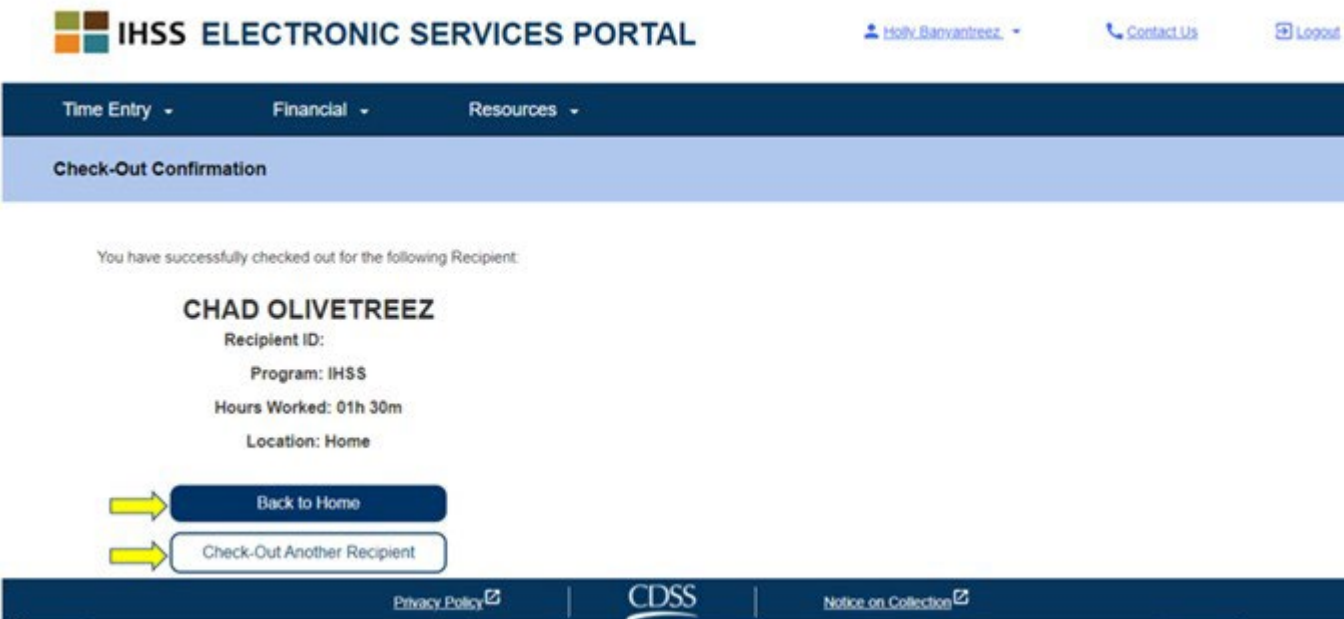 IHSS ELECTRONIC SERVICES PORTAL
Holly Banyantreez
Contact Us
Logout
Time Entry
Financial
Resources
Check-Out Confirmation
You have successfully checked out for the following Recipient:
CHAD OLIVETREEZ
Recipient ID:
Program: IHSS
Hours Worked: 01h 30m
Location: Home
Back to Home
Check-Out Another Recipient
Privacy Policy
CDSS
Notice on Collection